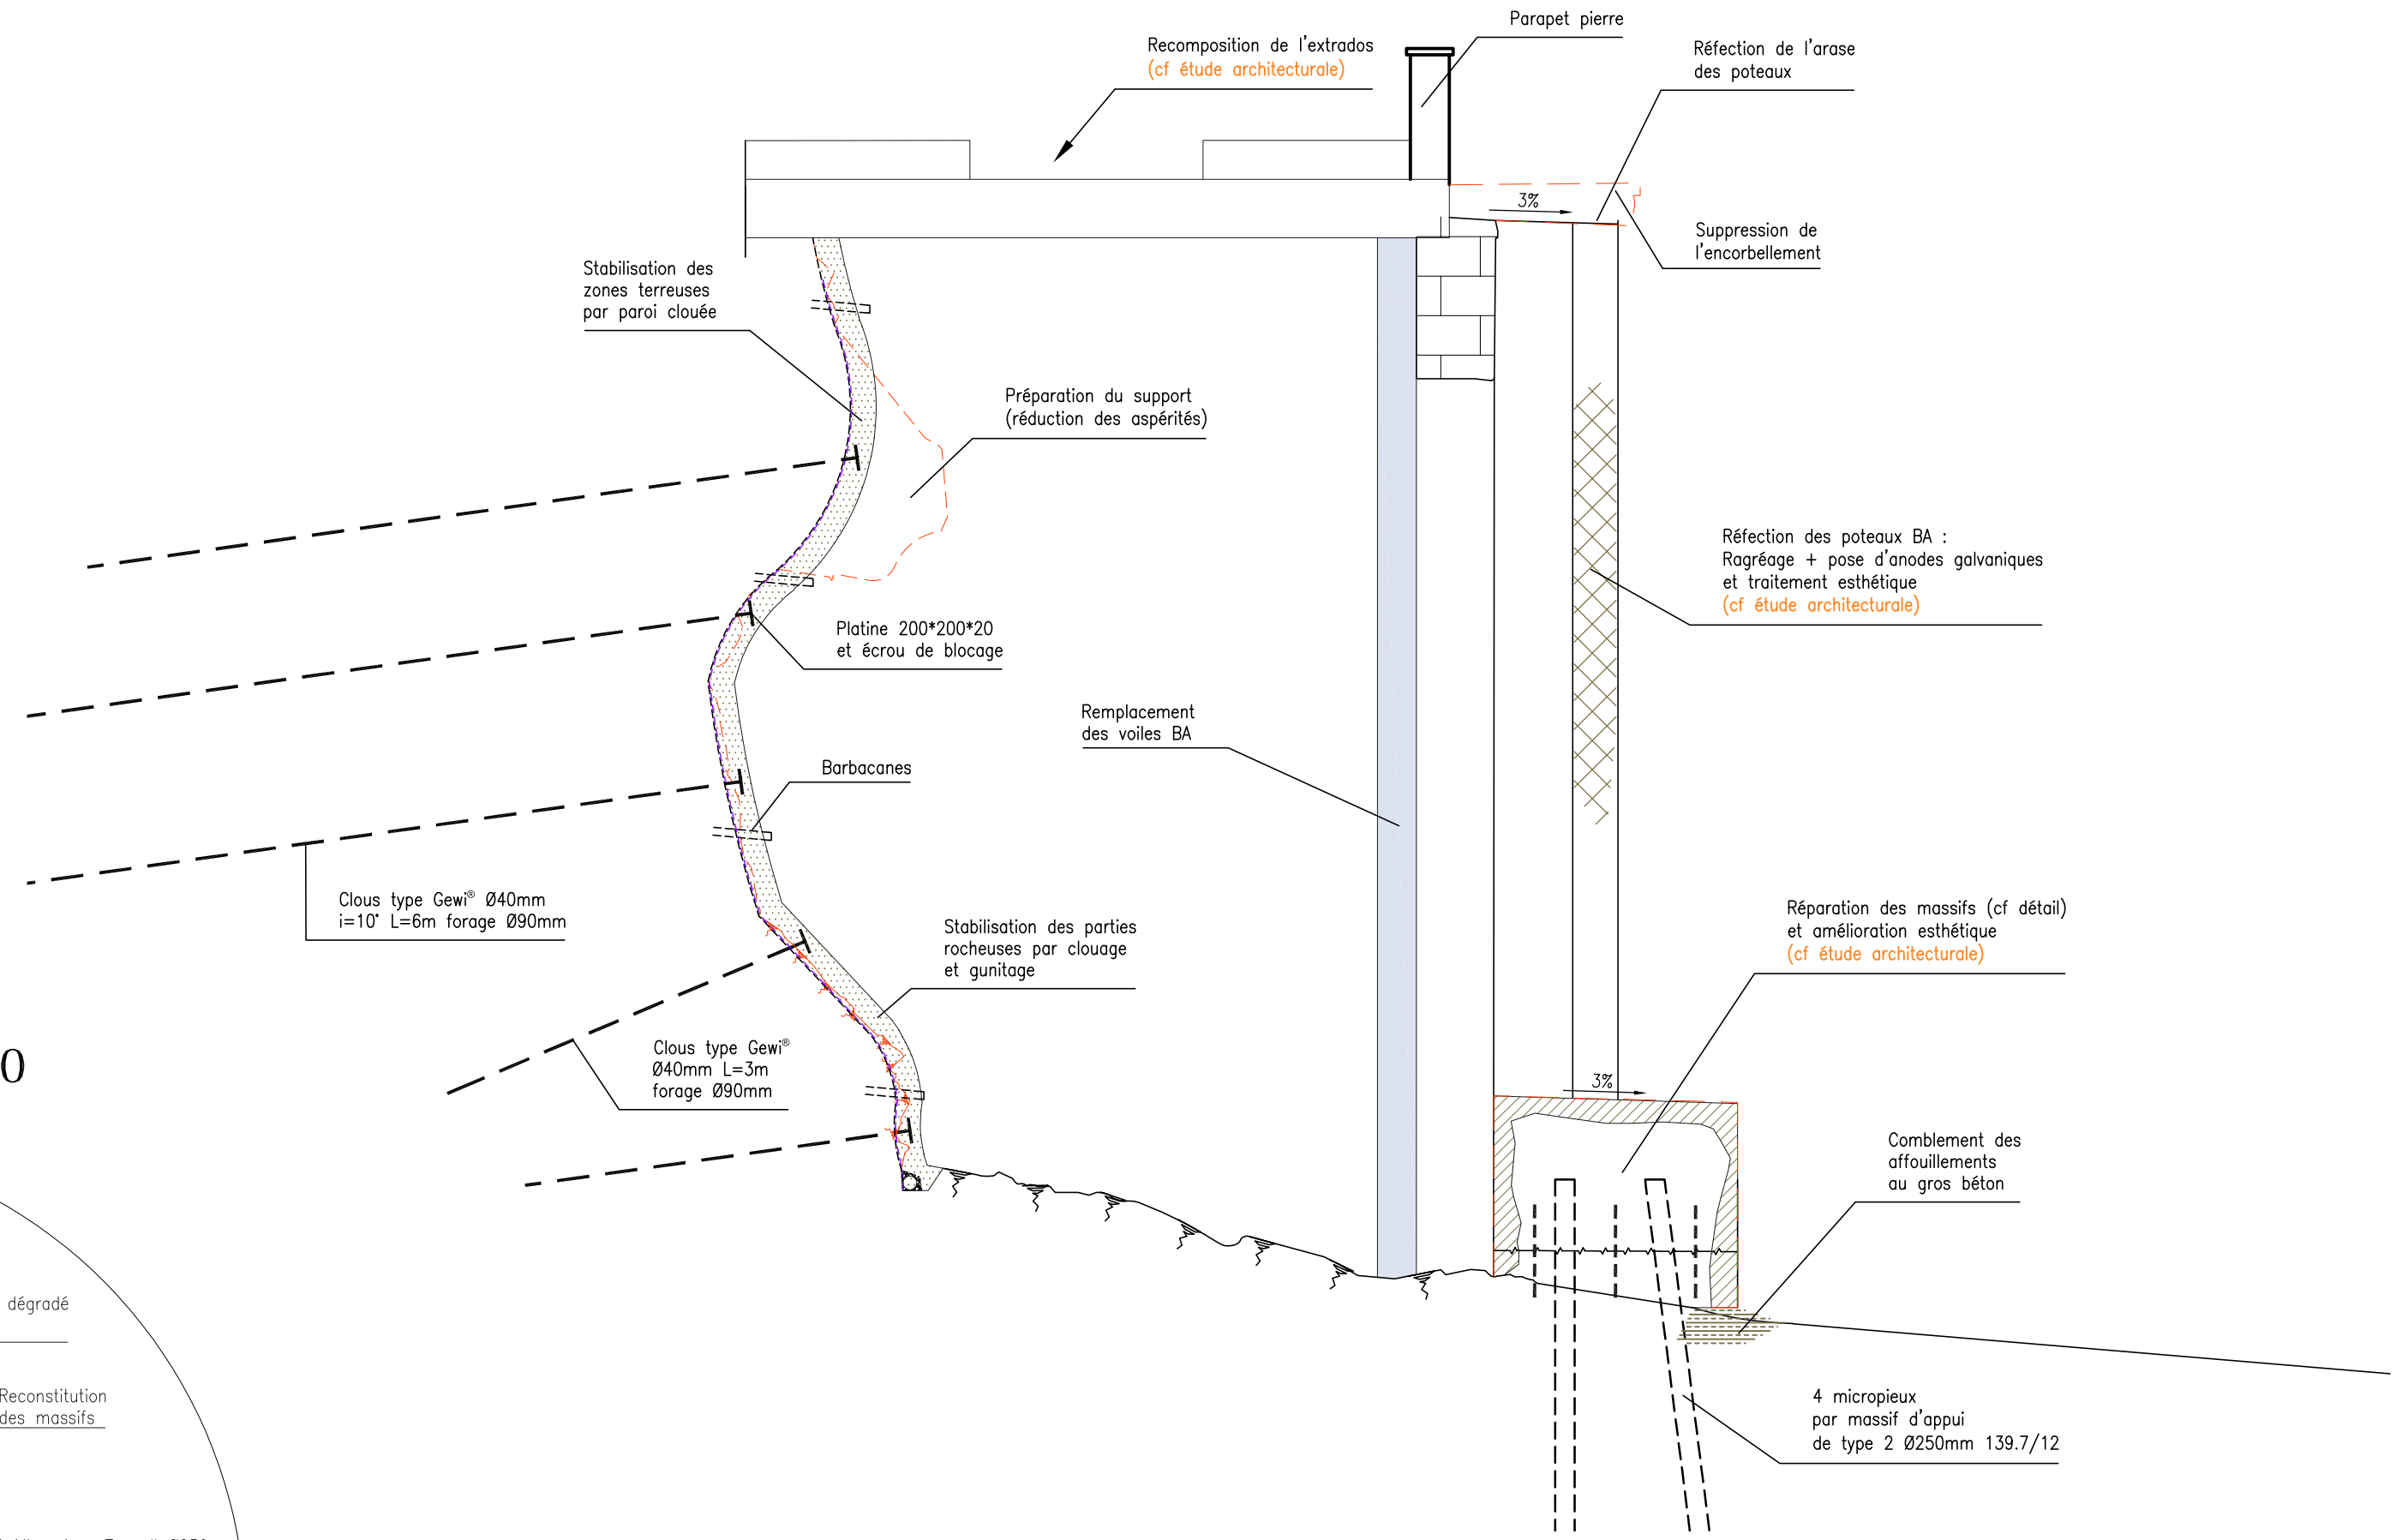 Parapet pierre
Recomposition de l'extrados
(cf étude architecturale)
Réfection de l'arase
des poteaux
3%
Suppression de
l'encorbellement
Stabilisation des
zones terreuses
par paroi clouée
Préparation du support
(réduction des aspérités)
Réfection des poteaux BA :
Ragréage + pose d'anodes galvaniques
et traitement esthétique
(cf étude architecturale)
Platine 200*200*20
et écrou de blocage
Remplacement
des voiles BA
Barbacanes
Clous type Gewi® Ø40mm
i=10° L=6m forage Ø90mm
Stabilisation des parties
rocheuses par clouage
et gunitage
Réparation des massifs (cf détail)
et amélioration esthétique
(cf étude architecturale)
0
Clous type Gewi®
Ø40mm L=3m
forage Ø90mm
3%
Comblement des
affouillements
au gros béton
dégradé
Reconstitution
des massifs
4 micropieux
par massif d'appui
de type 2 Ø250mm 139.7/12